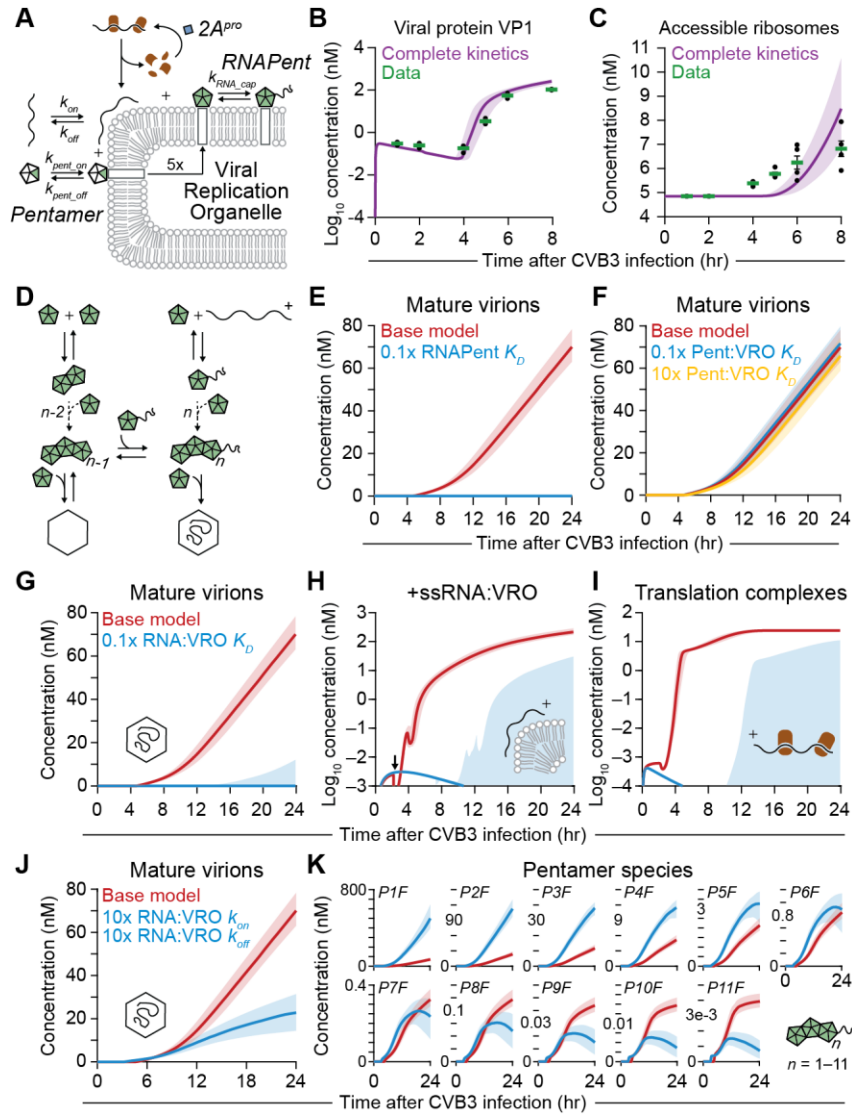 A
2A^pro
RNAPent
k_RNA_cap
+
k_on
k_off
+
k_pent_on
k_pent_off
5x
Pentamer
Viral
Replication
Organelle
B
Viral protein VP1
Complete kinetics
Data
Log10 concentration (nM)
4
2
0
-2
-4
0 2 4 6 8
C
Accessible ribosomes
Complete kinetics
Data
Concentration (nM)
11
10
9
8
7
6
5
4
0 2 4 6 8
Time after CVB3 infection (hr)
D
+
+
+
n-2
n
n-1
n
E
Mature virions
Base model
0.1x RNAPent K_D
Concentration (nM)
80
60
40
20
0
0 4 8 12 16 20 24
F
Mature virions
Base model
0.1x Pent:VRO K_D
10x Pent:VRO K_D
Concentration (nM)
80
60
40
20
0
0 4 8 12 16 20 24
Time after CVB3 infection (hr)
G
Mature virions
Base model
0.1x RNA:VRO K_D
Concentration (nM)
80
60
40
20
0
0 4 8 12 16 20 24
H
+ssRNA:VRO
Log10 concentration (nM)
3
2
1
0
-1
-2
-3
+
0 4 8 12 16 20 24
I
Translation complexes
Log10 concentration (nM)
2
1
0
-1
-2
-3
-4
+
0 4 8 12 16 20 24
Time after CVB3 infection (hr)
J
Mature virions
Base model
10x RNA:VRO k_on
10x RNA:VRO k_off
Concentration (nM)
80
60
40
20
0
0 6 12 18 24
K
Pentamer species
Concentration (nM)
800
0
P1F
P2F
90
P3F
30
P4F
9
P5F
3
P6F
0.8
0 24
0.4
0
P7F
0 24
P8F
0.1
0 24
P9F
0.03
0 24
P10F
0.01
0 24
P11F
3e-3
0 24
n
n = 1–11
Time after CVB3 infection (hr)